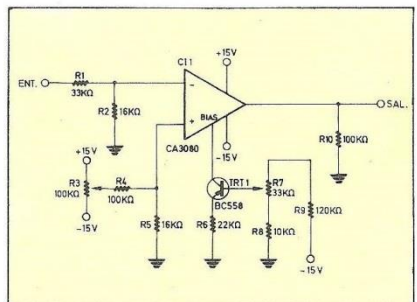 CI1
+15V
ENT.
R1
33KΩ
R2
16KΩ
-
+
BIAS
CA3080
-15V
SAL.
R10
100KΩ
+15V
R3
100KΩ
-15V
R4
100KΩ
R5
16KΩ
TRT1
BC558
R6
22KΩ
R7
33KΩ
R8
10KΩ
R9
120KΩ
-15V